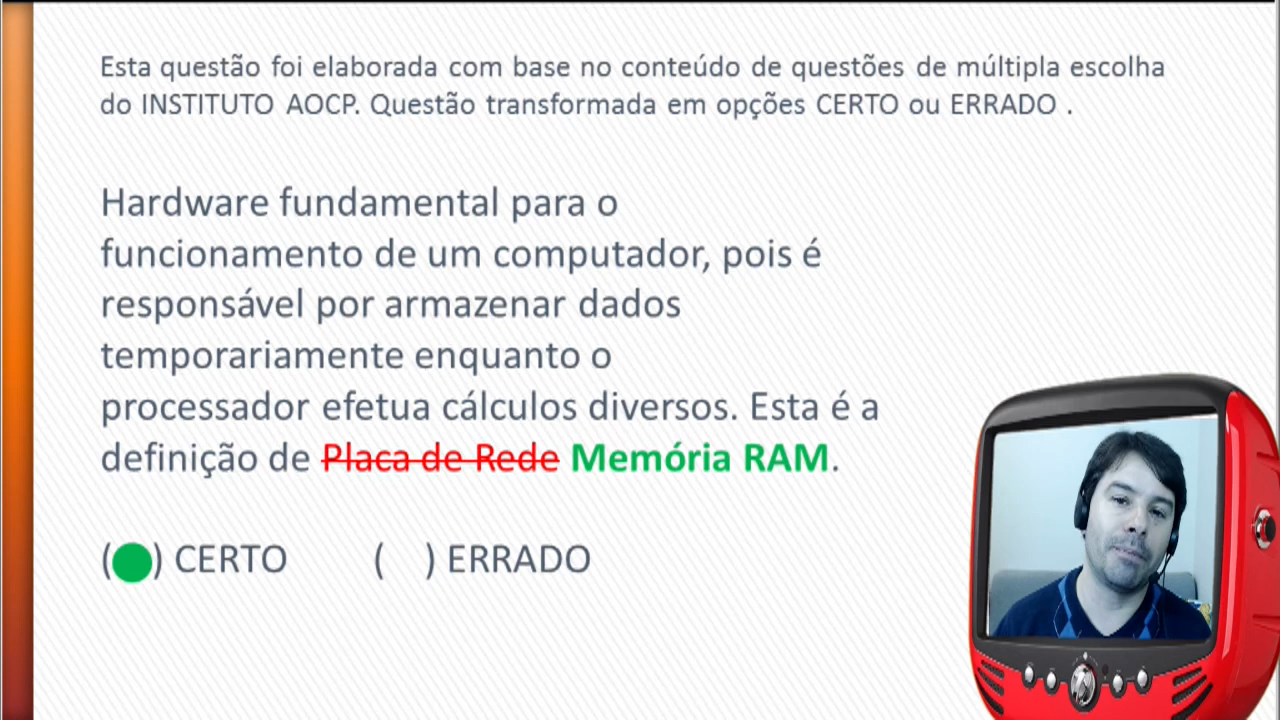 Esta questão foi elaborada com base no conteúdo de questões de múltipla escolha
do INSTITUTO AOCP. Questão transformada em opções CERTO ou ERRADO .
Hardware fundamental para o
funcionamento de um computador, pois é
responsável por armazenar dados
temporariamente enquanto o
processador efetua cálculos diversos. Esta é a
definição de Placa de Rede Memória RAM.
( ) CERTO ( ) ERRADO